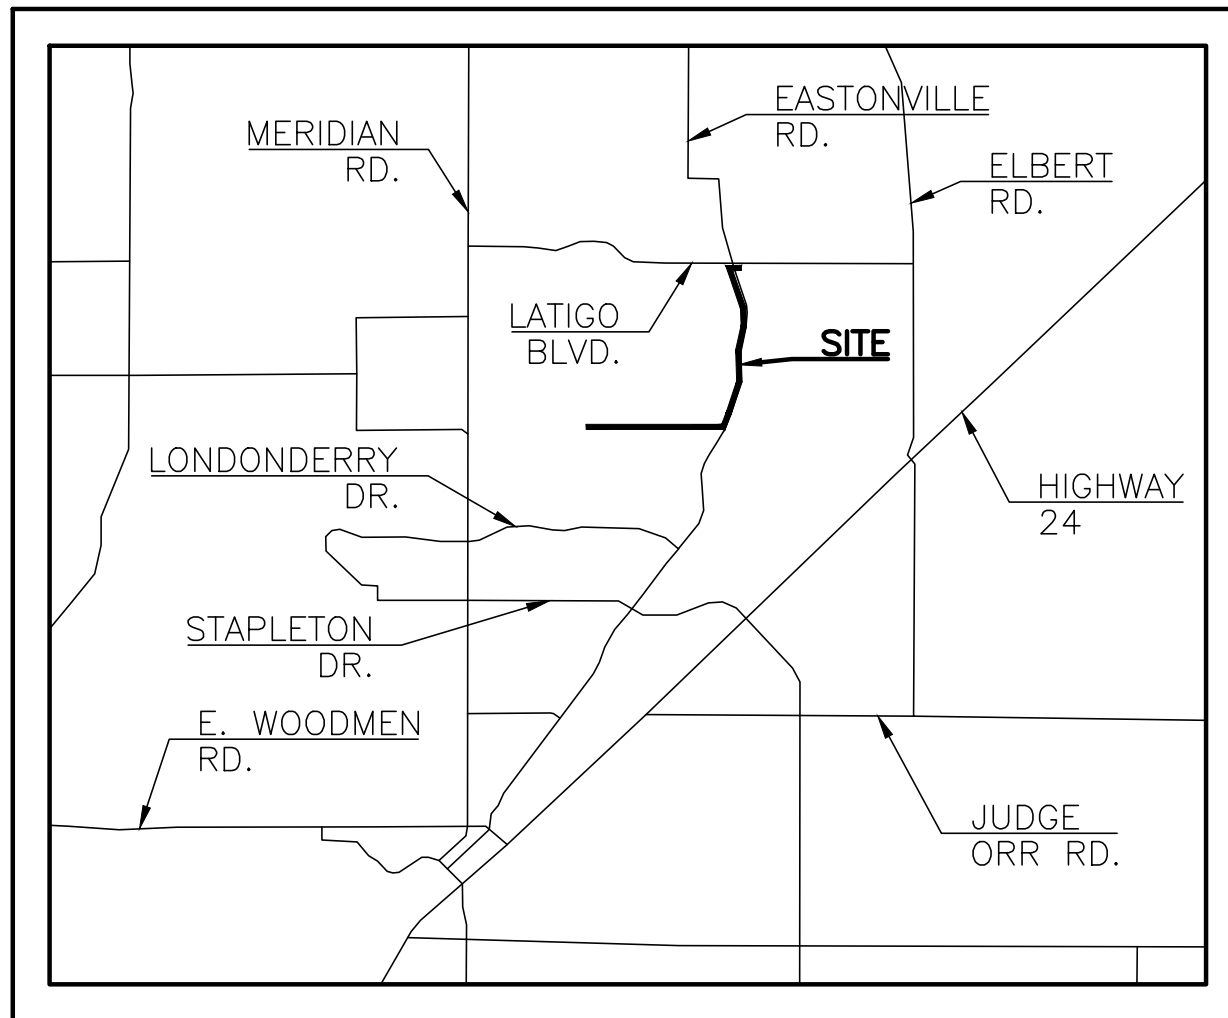 EASTONVILLE
RD.
MERIDIAN
RD.
ELBERT
RD.
LATIGO
BLVD.
SITE
LONDONDERRY
DR.
HIGHWAY
24
STAPLETON
DR.
E. WOODMEN
RD.
JUDGE
ORR RD.